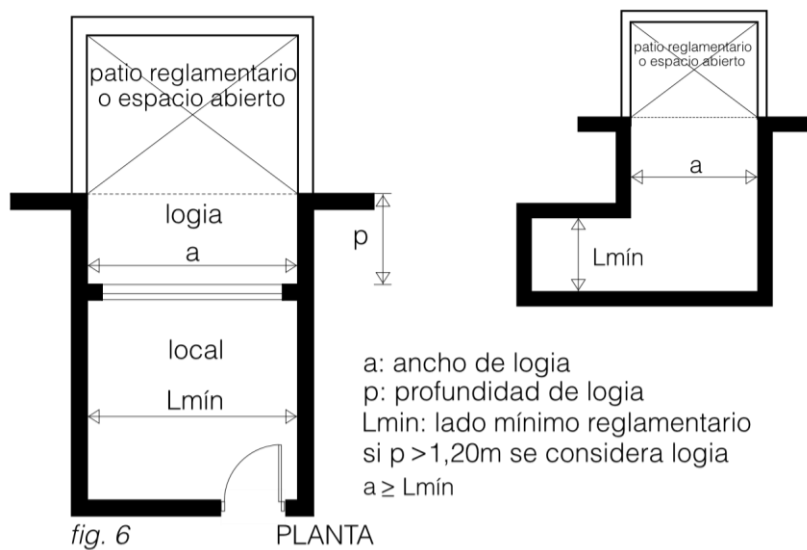 patio reglamentario
o espacio abierto
logia
a
p
local
Lmín
fig. 6
PLANTA
patio reglamentario
o espacio abierto
a
Lmín
a: ancho de logia
p: profundidad de logia
Lmin: lado mínimo reglamentario
si p >1,20m se considera logia
a ≥ Lmín